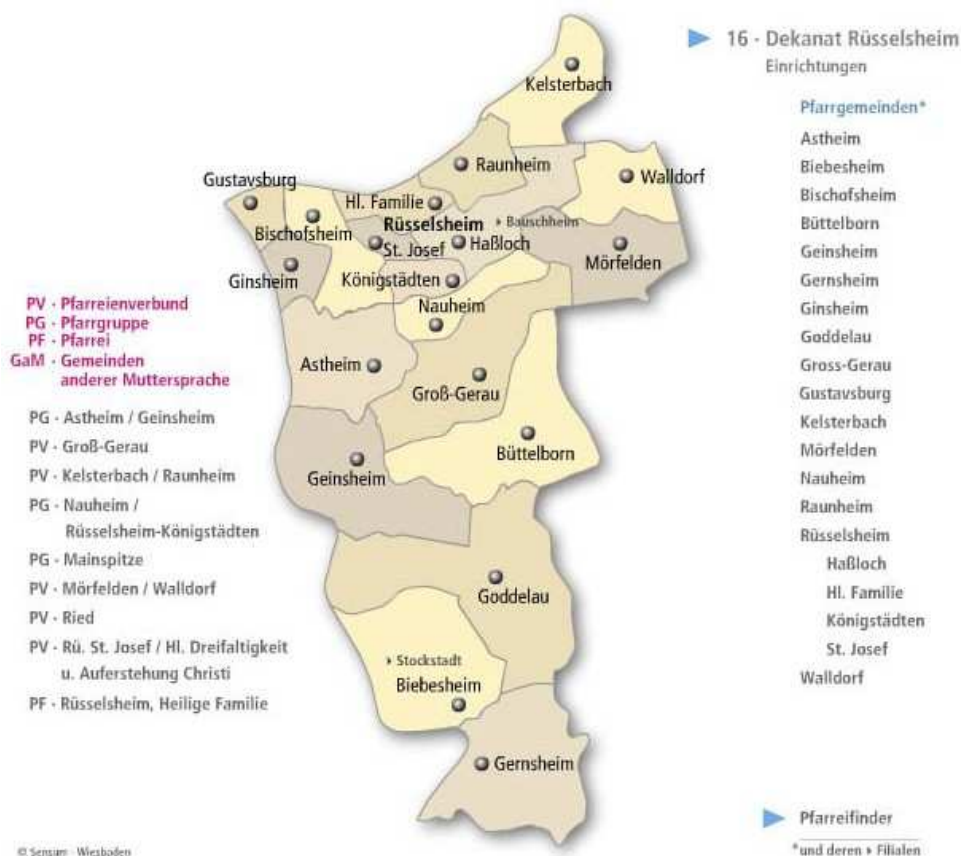 16 · Dekanat Rüsselsheim
Einrichtungen
Pfarrgemeinden*
Astheim
Biebesheim
Bischofsheim
Büttelborn
Geinsheim
Gernsheim
Ginsheim
Goddelau
Gross-Gerau
Gustavsburg
Kelsterbach
Mörfelden
Nauheim
Raunheim
Rüsselsheim
Haßloch
Hl. Familie
Königstädten
St. Josef
Walldorf
Pfarreifinder
*und deren ▸ Filialen
Kelsterbach
Raunheim
Walldorf
Gustavsburg
Hl. Familie
Rüsselsheim
▸ Bauschheim
Bischofsheim
St. Josef
Haßloch
Mörfelden
Ginsheim
Königstädten
Nauheim
Astheim
Groß-Gerau
Büttelborn
Geinsheim
Goddelau
▸ Stockstadt
Biebesheim
Gernsheim
PV · Pfarreienverbund
PG · Pfarrgruppe
PF · Pfarrei
GaM · Gemeinden
anderer Muttersprache
PG · Astheim / Geinsheim
PV · Groß-Gerau
PV · Kelsterbach / Raunheim
PG · Nauheim /
Rüsselsheim-Königstädten
PG · Mainspitze
PV · Mörfelden / Walldorf
PV · Ried
PV · Rü. St. Josef / Hl. Dreifaltigkeit
u. Auferstehung Christi
PF · Rüsselsheim, Heilige Familie
© Sensum · Wiesbaden